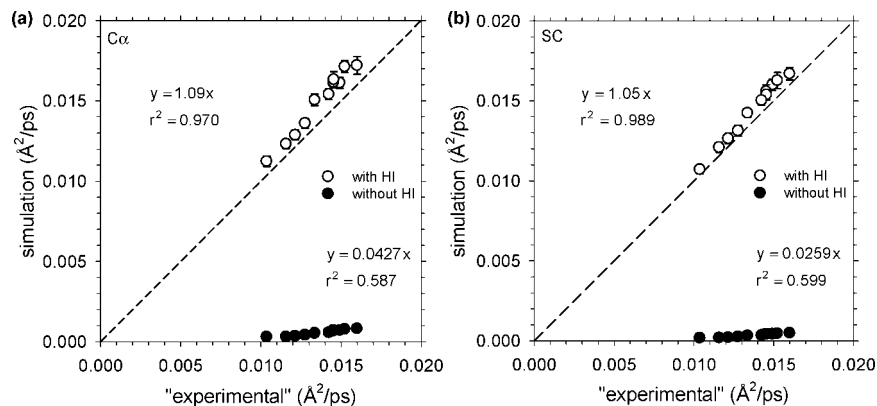 (a)
Cα
y = 1.09x
r² = 0.970
with HI
without HI
y = 0.0427x
r² = 0.587
simulation (Å²/ps)
0.020
0.015
0.010
0.005
0.000
0.000 0.005 0.010 0.015 0.020
"experimental" (Å²/ps)
(b)
SC
y = 1.05x
r² = 0.989
with HI
without HI
y = 0.0259x
r² = 0.599
simulation (Å²/ps)
0.020
0.015
0.010
0.005
0.000
0.000 0.005 0.010 0.015 0.020
"experimental" (Å²/ps)